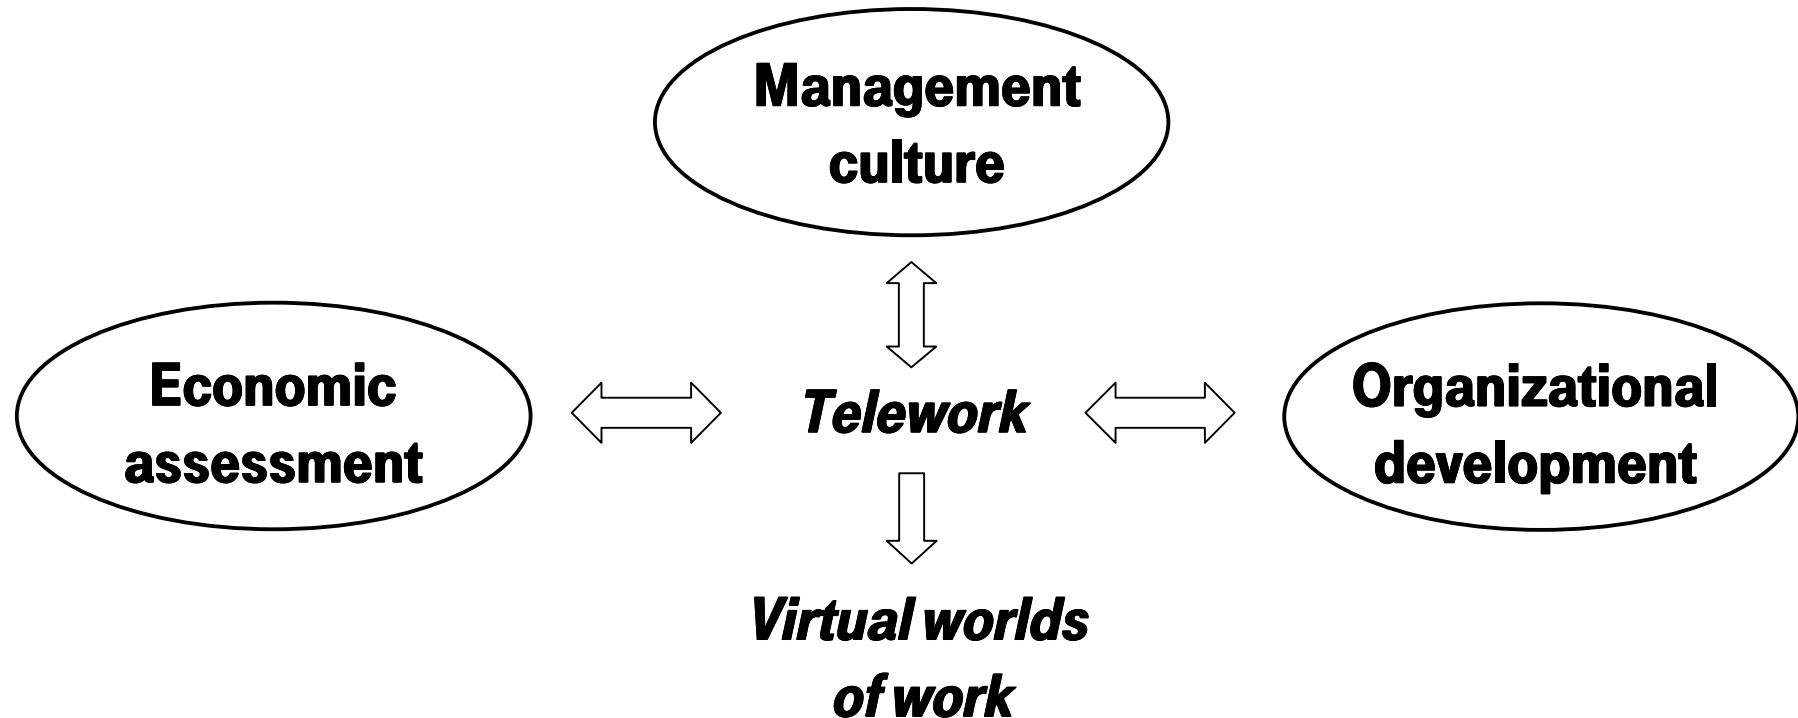 Management
culture
Economic
assessment
Telework
Organizational
development
Virtual worlds
of work